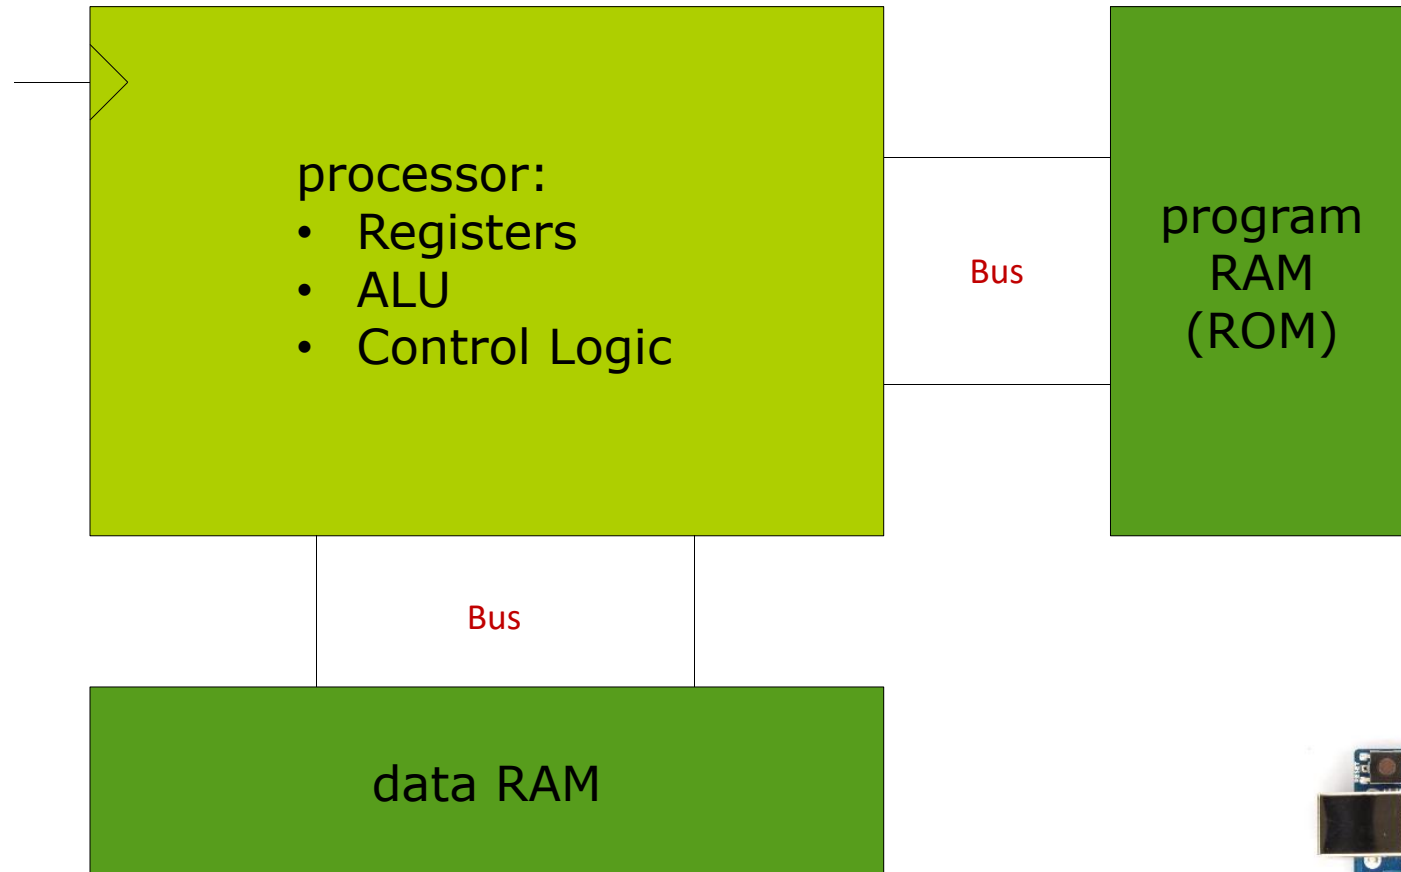 processor:
• Registers
• ALU
• Control Logic
Bus
program
RAM
(ROM)
Bus
data RAM